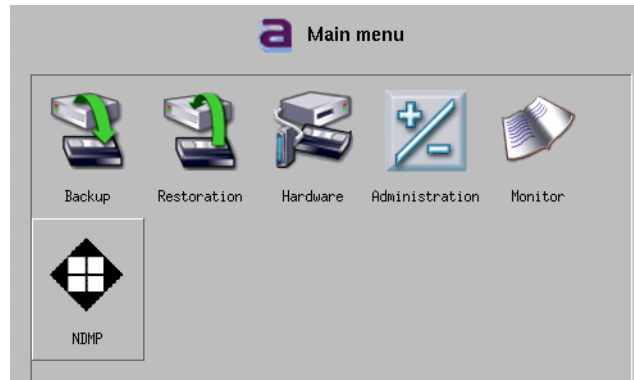 a Main menu
Backup Restoration Hardware Administration Monitor
NDMP